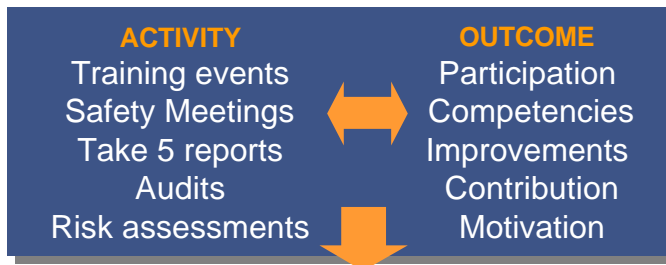 ACTIVITY
Training events
Safety Meetings
Take 5 reports
Audits
Risk assessments
OUTCOME
Participation
Competencies
Improvements
Contribution
Motivation